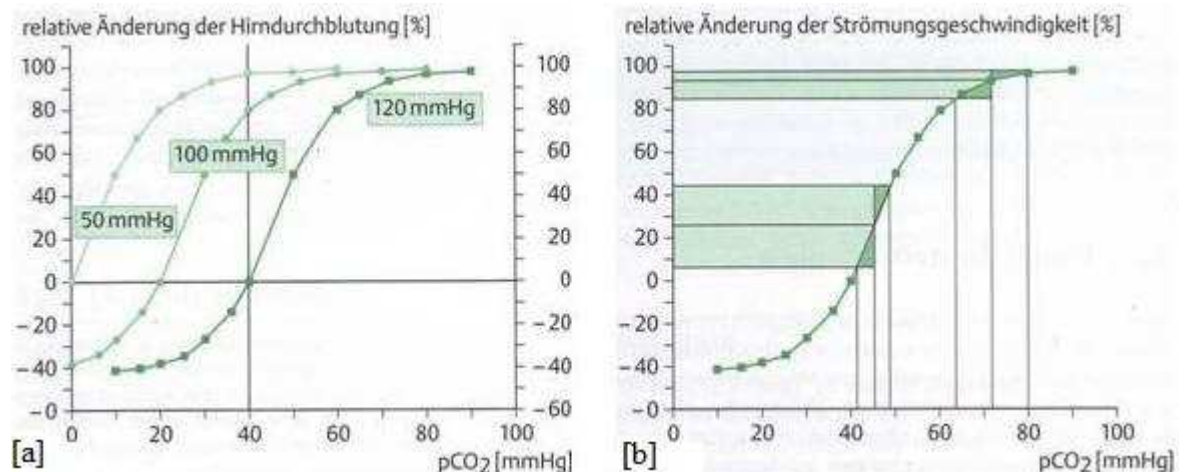 relative Änderung der Hirndurchblutung [%]
100
80
60
40
20
0
−20
−40
−0
100
80
60
40
20
0
−20
−40
−60
120 mmHg
100 mmHg
50 mmHg
0 20 40 60 80 100
pCO2 [mmHg]
[a]
relative Änderung der Strömungsgeschwindigkeit [%]
100
80
60
40
20
0
−20
−40
−0
0 20 40 60 80 100
pCO2 [mmHg]
[b]